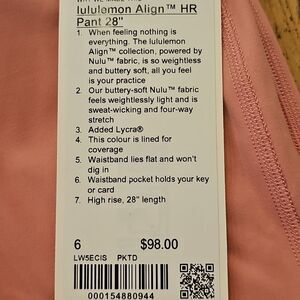 lululemon Align™ HR
Pant 28"
1. When feeling nothing is
everything. The lululemon
Align™ collection, powered by
Nulu™ fabric, is so weightless
and buttery soft, all you feel
is your practice
2. Our buttery-soft Nulu™ fabric
feels weightlessly light and is
sweat-wicking and four-way
stretch
3. Added Lycra®
4. This colour is lined for
coverage
5. Waistband lies flat and won't
dig in
6. Waistband pocket holds your key
or card
7. High rise, 28" length
6 $98.00
LW5ECIS PKTD
000154880944